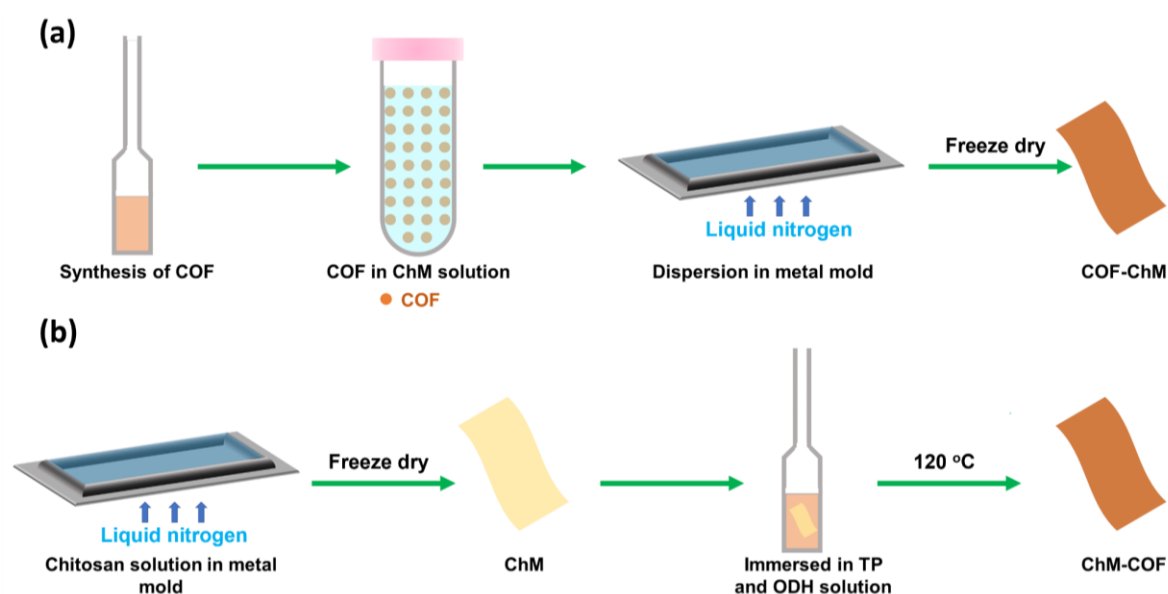 (a)
Freeze dry
Liquid nitrogen
Synthesis of COF
COF in ChM solution
Dispersion in metal mold
COF-ChM
COF
(b)
Freeze dry
120 °C
Liquid nitrogen
Chitosan solution in metal
mold
ChM
Immersed in TP
and ODH solution
ChM-COF